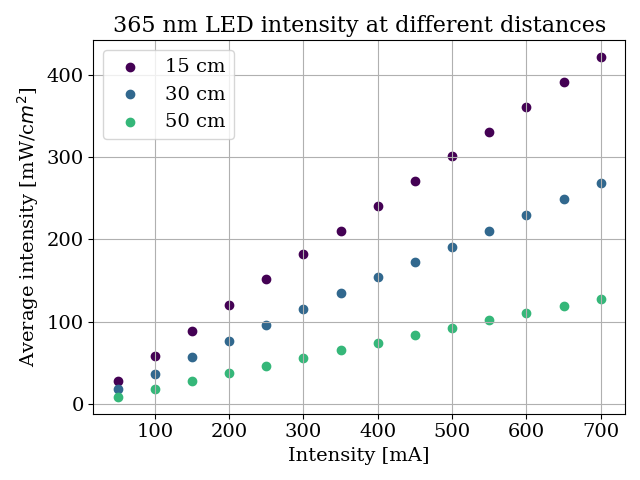 365 nm LED intensity at different distances
15 cm
30 cm
50 cm
Average intensity [mW/cm²]
400
300
200
100
0
100 200 300 400 500 600 700
Intensity [mA]